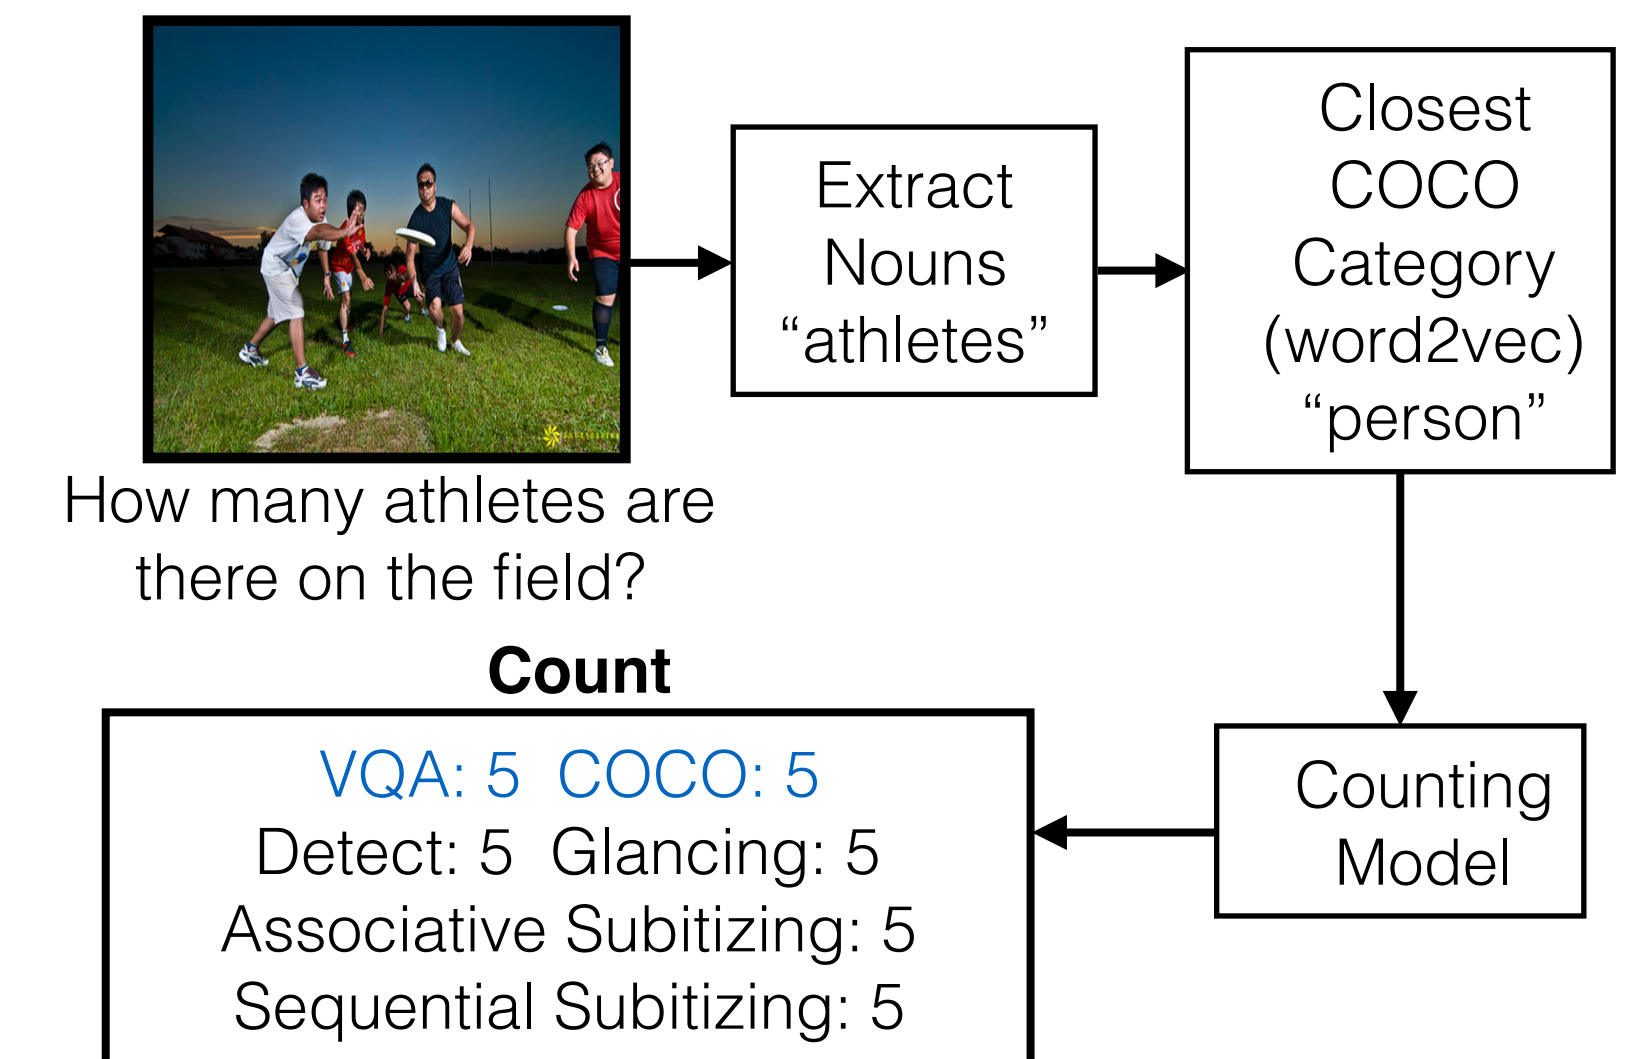 How many athletes are
there on the field?
Extract
Nouns
“athletes”
Closest
COCO
Category
(word2vec)
“person”
Counting
Model
Count
VQA: 5 COCO: 5
Detect: 5 Glancing: 5
Associative Subitizing: 5
Sequential Subitizing: 5